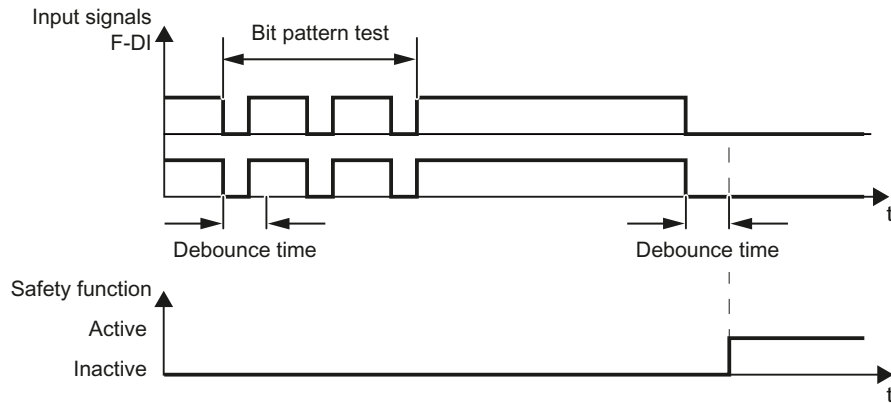 Input signals
F-DI
Bit pattern test
t
Debounce time
Debounce time
Safety function
Active
Inactive
t